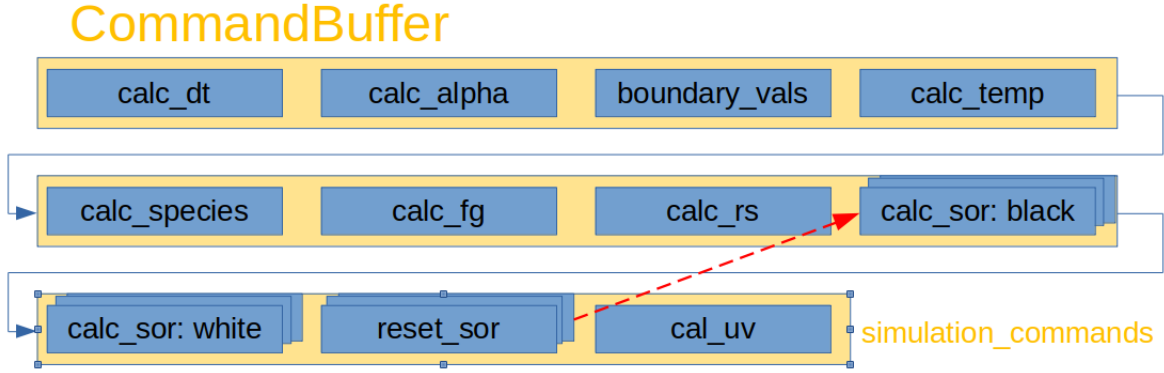 CommandBuffer
calc_dt calc_alpha boundary_vals calc_temp
calc_species calc_fg calc_rs calc_sor: black
calc_sor: white reset_sor cal_uv
simulation_commands